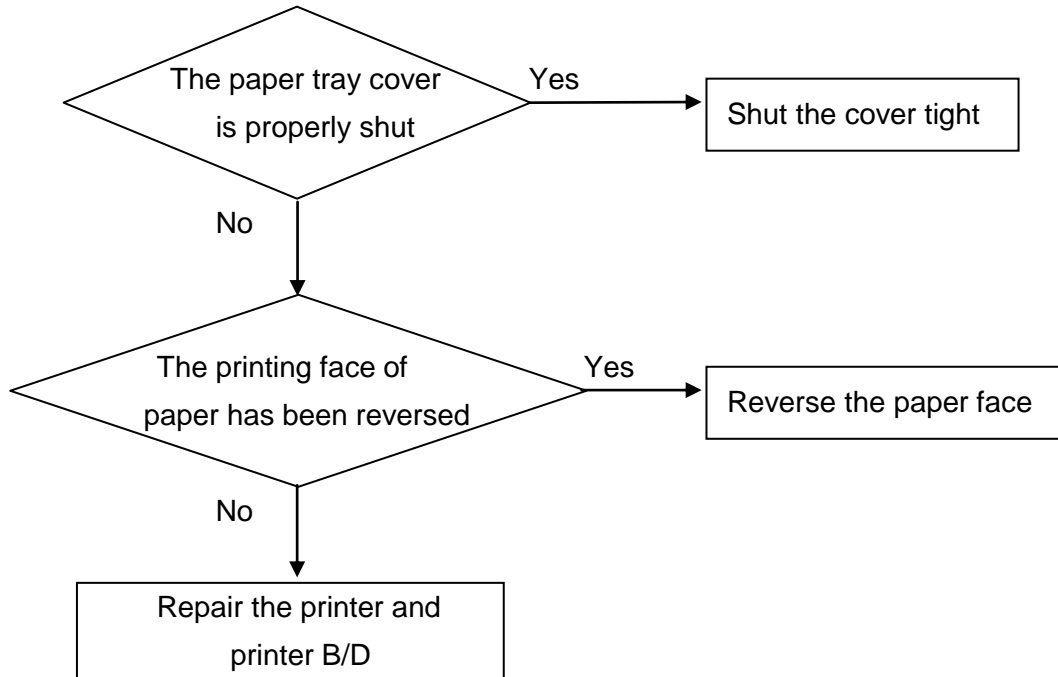 The paper tray cover
is properly shut
Yes
Shut the cover tight
No
The printing face of
paper has been reversed
Yes
Reverse the paper face
No
Repair the printer and
printer B/D